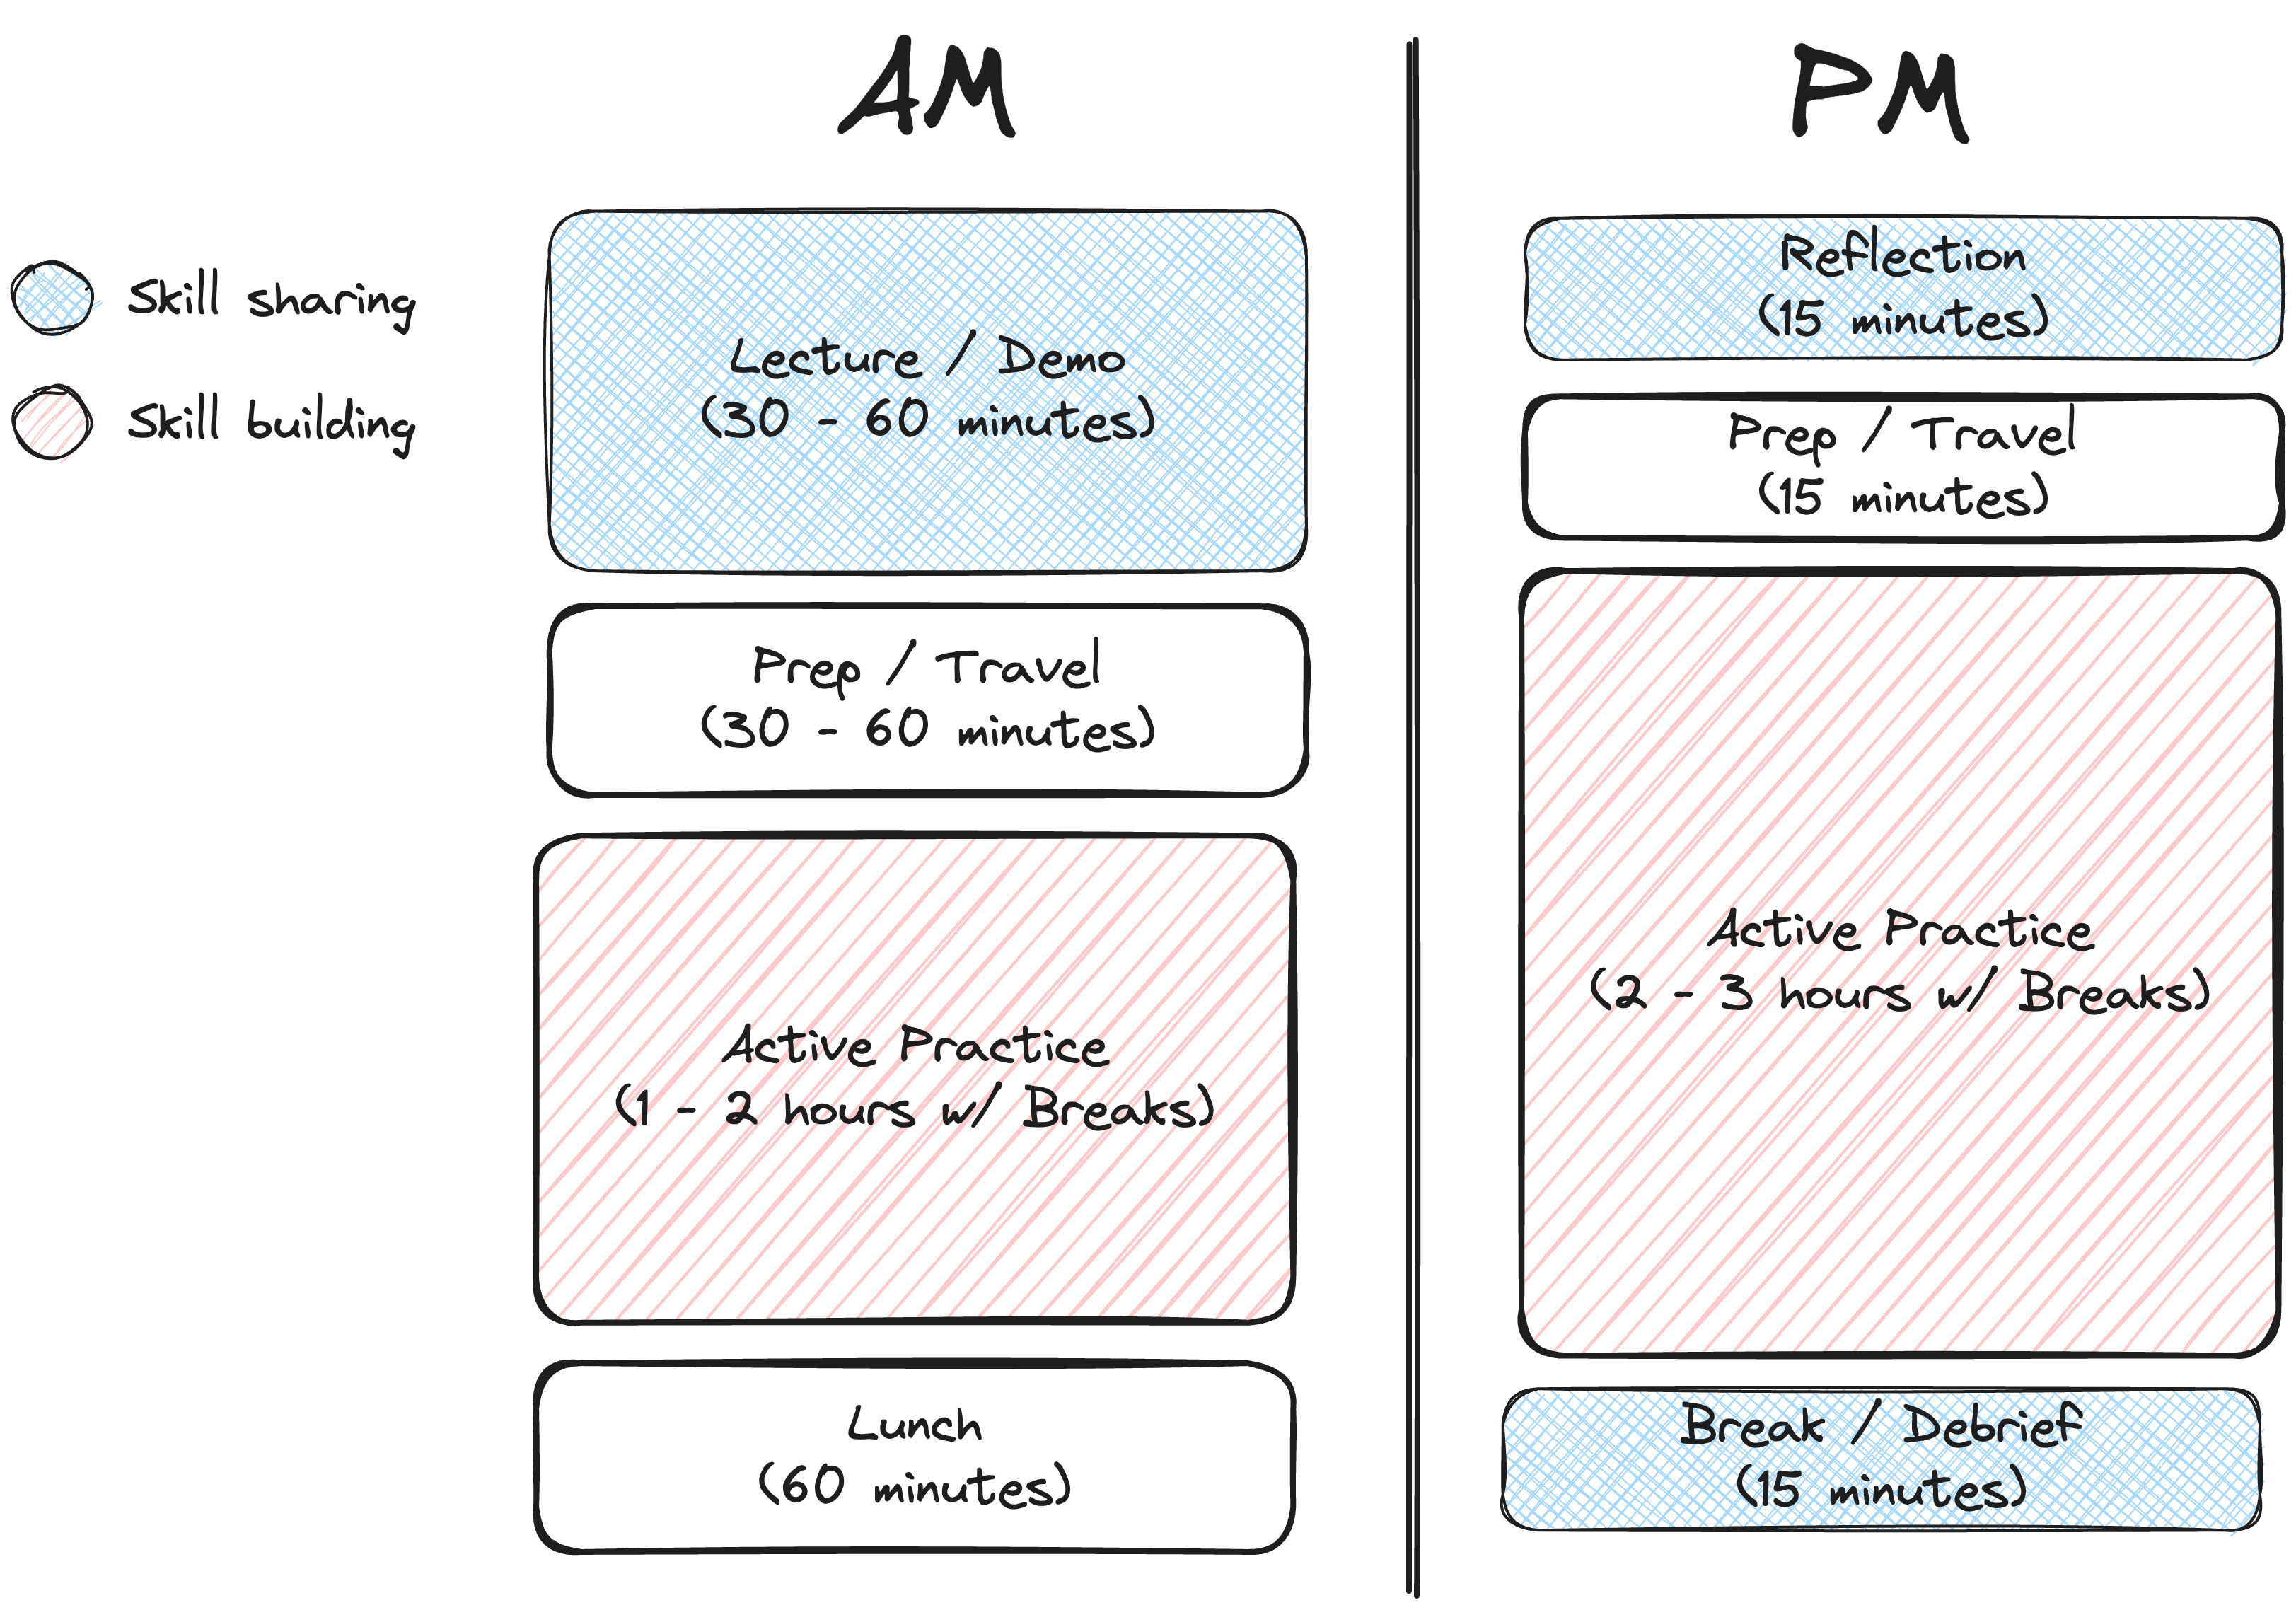 AM
PM
Skill sharing
Skill building
Lecture / Demo
(30 - 60 minutes)
Prep / Travel
(30 - 60 minutes)
Active Practice
(1 - 2 hours w/ Breaks)
Lunch
(60 minutes)
Reflection
(15 minutes)
Prep / Travel
(15 minutes)
Active Practice
(2 - 3 hours w/ Breaks)
Break / Debrief
(15 minutes)